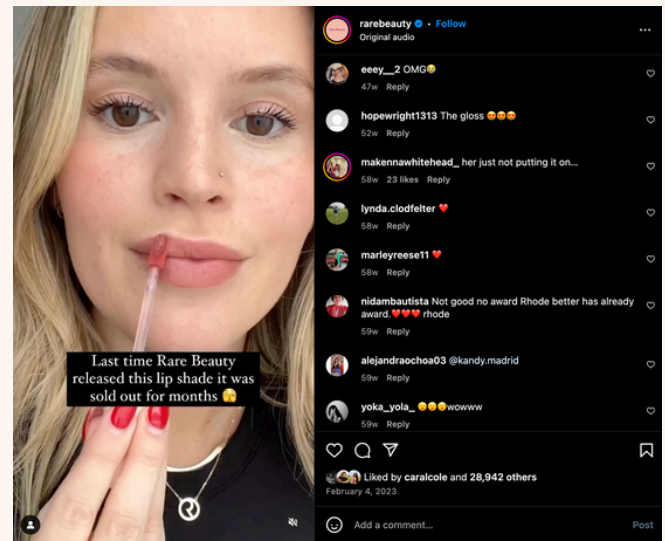 rarebeauty • Follow
Original audio
eeey__2 OMG😭
47w Reply
hopewright1313 The gloss 😍😍😍
52w Reply
makennawhitehead_ her just not putting it on...
58w 23 likes Reply
lynda.clodfelter ❤️
58w Reply
marleyreese11 ❤️
58w Reply
nidambautista Not good no award Rhode better has already
award.❤️❤️❤️ rhode
59w Reply
alejandraochoa03 @kandy.madrid
59w Reply
yoka_yola_ 😮😮😮wowww
59w Reply
Last time Rare Beauty
released this lip shade it was
sold out for months 🫣
Liked by caralcole and 28,942 others
February 4, 2023
Add a comment...
Post